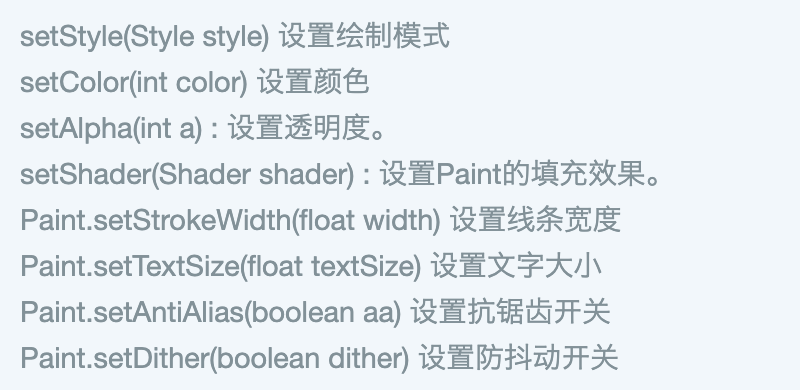 setStyle(Style style) 设置绘制模式
setColor(int color) 设置颜色
setAlpha(int a) : 设置透明度。
setShader(Shader shader) : 设置Paint的填充效果。
Paint.setStrokeWidth(float width) 设置线条宽度
Paint.setTextSize(float textSize) 设置文字大小
Paint.setAntiAlias(boolean aa) 设置抗锯齿开关
Paint.setDither(boolean dither) 设置防抖动开关